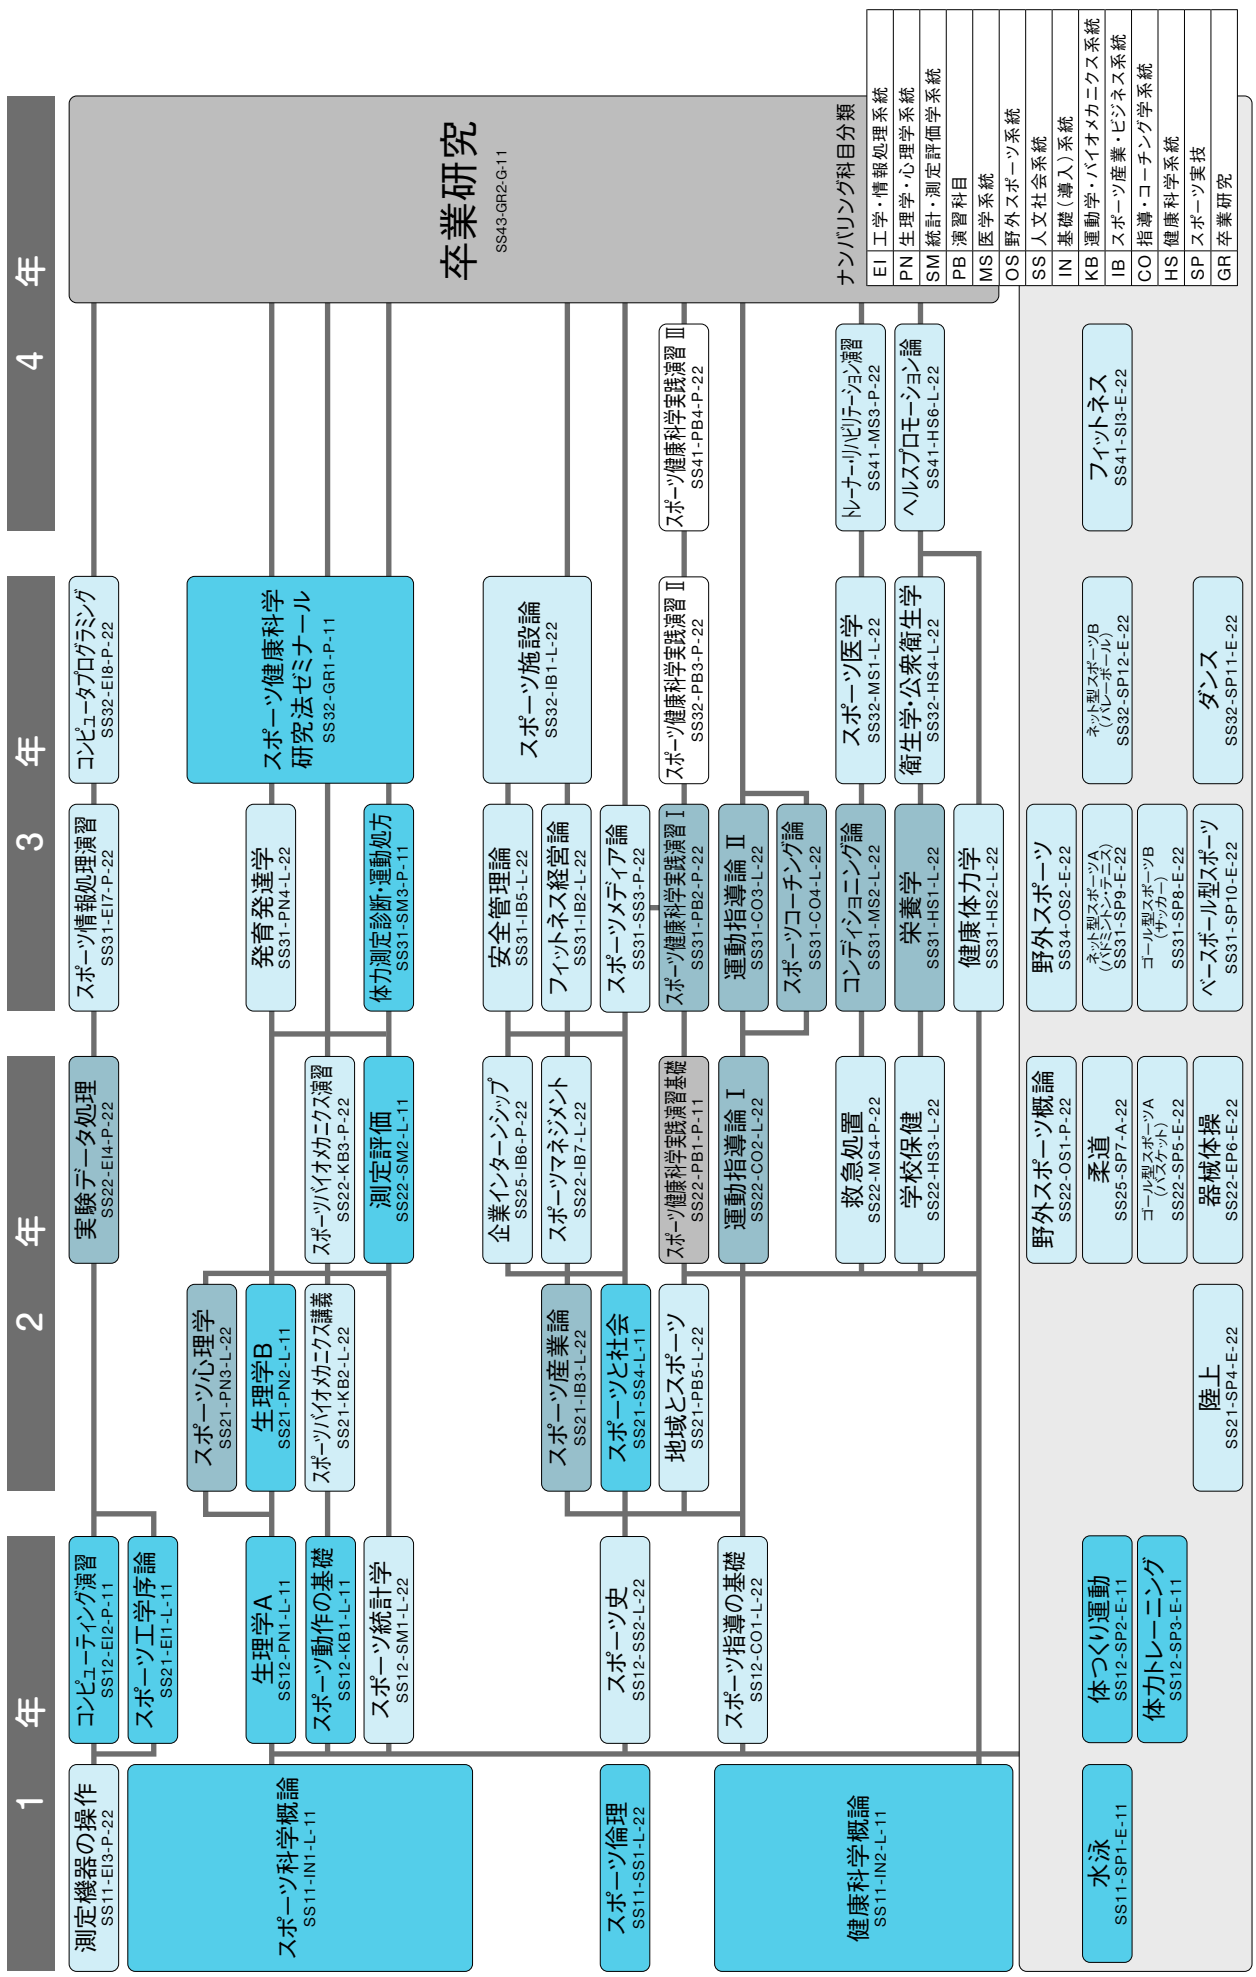 1 年
2 年
3 年
4 年
測定機器の操作
SS11-EI3-P-22
スポーツ科学概論
SS11-IN1-L-11
スポーツ倫理
SS11-SS1-L-22
健康科学概論
SS11-IN2-L-11
水泳
SS11-SP1-E-11
コンピューティング演習
SS12-EI2-P-11
スポーツ工学序論
SS21-EI1-L-11
生理学A
SS12-PN1-L-11
スポーツ動作の基礎
SS12-KB1-L-11
スポーツ統計学
SS12-SM1-L-22
スポーツ史
SS12-SS2-L-22
スポーツ指導の基礎
SS12-CO1-L-22
体つくり運動
SS12-SP2-E-11
体力トレーニング
SS12-SP3-E-11
スポーツ心理学
SS21-PN3-L-22
生理学B
SS21-PN2-L-11
スポーツバイオメカニクス講義
SS21-KB2-L-22
スポーツ産業論
SS21-IB3-L-22
スポーツと社会
SS21-SS4-L-11
地域とスポーツ
SS21-PB5-L-22
陸上
SS21-SP4-E-22
実験データ処理
SS22-EI4-P-22
スポーツバイオメカニクス演習
SS22-KB3-P-22
測定評価
SS22-SM2-L-11
企業インターンシップ
SS25-IB6-P-22
スポーツマネジメント
SS22-IB7-L-22
スポーツ健康科学実践演習基礎
SS22-PB1-P-11
運動指導論 Ⅰ
SS22-CO2-L-22
救急処置
SS22-MS4-P-22
学校保健
SS22-HS3-L-22
野外スポーツ概論
SS22-OS1-P-22
柔道
SS25-SP7-A-22
ゴール型スポーツA
(バスケット)
SS22-SP5-E-22
器械体操
SS22-EP6-E-22
スポーツ情報処理演習
SS31-EI7-P-22
発育発達学
SS31-PN4-L-22
体力測定診断・運動処方
SS31-SM3-P-11
安全管理論
SS31-IB5-L-22
フィットネス経営論
SS31-IB2-L-22
スポーツメディア論
SS31-SS3-P-22
スポーツ健康科学実践演習 Ⅰ
SS31-PB2-P-22
運動指導論 Ⅱ
SS31-CO3-L-22
スポーツコーチング論
SS31-CO4-L-22
コンディショニング論
SS31-MS2-L-22
栄養学
SS31-HS1-L-22
健康体力学
SS31-HS2-L-22
野外スポーツ
SS34-OS2-E-22
ネット型スポーツA
(バドミントン・テニス)
SS31-SP9-E-22
ゴール型スポーツB
(サッカー)
SS31-SP8-E-22
ベースボール型スポーツ
SS31-SP10-E-22
コンピュータプログラミング
SS32-EI8-P-22
スポーツ健康科学
研究法ゼミナール
SS32-GR1-P-11
スポーツ施設論
SS32-IB1-L-22
スポーツ健康科学実践演習 Ⅱ
SS32-PB3-P-22
スポーツ医学
SS32-MS1-L-22
衛生学・公衆衛生学
SS32-HS4-L-22
ネット型スポーツB
(バレーボール)
SS32-SP12-E-22
ダンス
SS32-SP11-E-22
スポーツ健康科学実践演習 Ⅲ
SS41-PB4-P-22
トレーナー・リハビリテーション演習
SS41-MS3-P-22
ヘルスプロモーション論
SS41-HS6-L-22
フィットネス
SS41-SI3-E-22
卒業研究
SS43-GR2-G-11
ナンバリング科目分類
EI 工学・情報処理系統
PN 生理学・心理学系統
SM 統計・測定評価学系統
PB 演習科目
MS 医学系統
OS 野外スポーツ系統
SS 人文社会系統
IN 基礎(導入)系統
KB 運動学・バイオメカニクス系統
IB スポーツ産業・ビジネス系統
CO 指導・コーチング学系統
HS 健康科学系統
SP スポーツ実技
GR 卒業研究